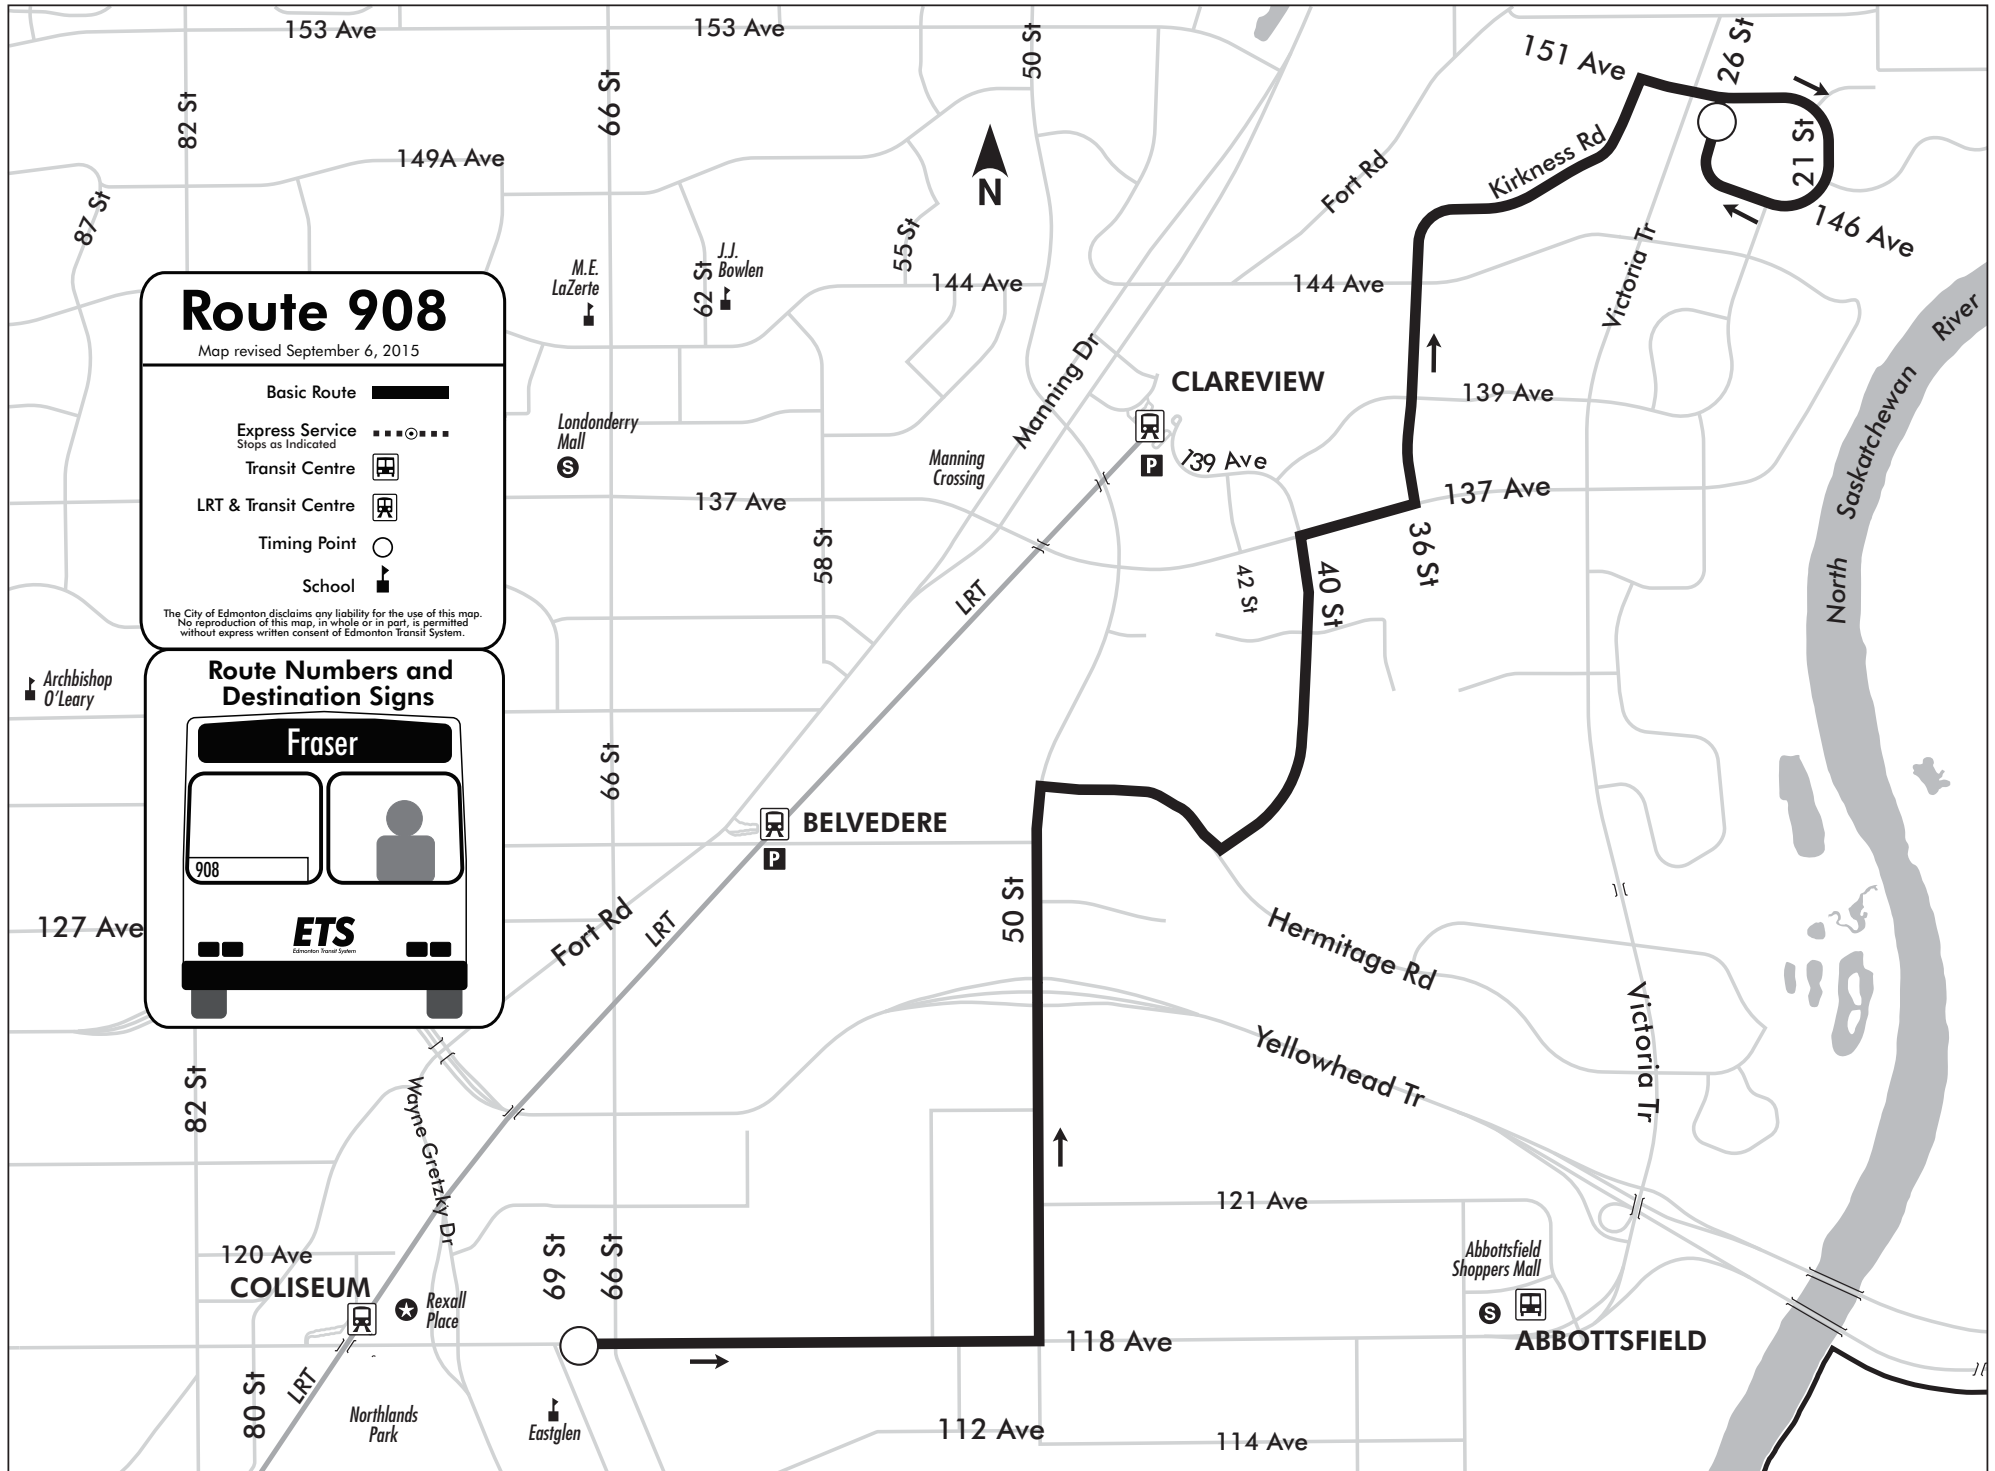 153 Ave
153 Ave
50 St
151 Ave
26 St
82 St
66 St
149A Ave
87 St
N
55 St
Fort Rd
Kirkness Rd
21 St
146 Ave
M.E.
LaZerte
62 St
J.J.
Bowlen
144 Ave
144 Ave
Victoria Tr
North Saskatchewan River
Route 908
Map revised September 6, 2015
Basic Route
Express Service
Stops as Indicated
Transit Centre
LRT & Transit Centre
Timing Point
School
The City of Edmonton disclaims any liability for the use of this map.
No reproduction of this map, in whole or in part, is permitted
without express written consent of Edmonton Transit System.
Manning Dr
CLAREVIEW
P
139 Ave
139 Ave
Londonderry
Mall
S
Manning
Crossing
137 Ave
137 Ave
58 St
LRT
42 St
40 St
36 St
Archbishop
O'Leary
Route Numbers and
Destination Signs
Fraser
908
ETS
Edmonton Transit System
66 St
BELVEDERE
P
127 Ave
Fort Rd
LRT
50 St
Hermitage Rd
Yellowhead Tr
Victoria Tr
82 St
Wayne Gretzky Dr
121 Ave
120 Ave
COLISEUM
Rexall
Place
69 St
66 St
Abbottsfield
Shoppers Mall
S
ABBOTTSFIELD
118 Ave
80 St
LRT
Northlands
Park
Eastglen
112 Ave
114 Ave